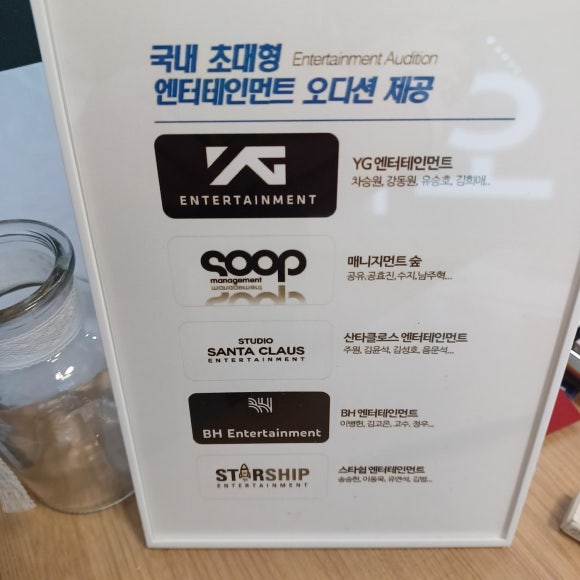 국내 초대형 Entertainment Audition
엔터테인먼트 오디션 제공
YG
ENTERTAINMENT
YG 엔터테인먼트
차승원, 강동원, 유승호, 김희애..
SOOP
management
매니지먼트 숲
공유,공효진,수지,남주혁...
STUDIO
SANTA CLAUS
ENTERTAINMENT
산타클로스 엔터테인먼트
주원, 김윤석, 김성호, 음문석...
BH Entertainment
BH 엔터테인먼트
이병헌, 김고은, 고수, 정우...
STARSHIP
ENTERTAINMENT
스타쉽 엔터테인먼트
송승헌, 이동욱, 유연석, 김범...